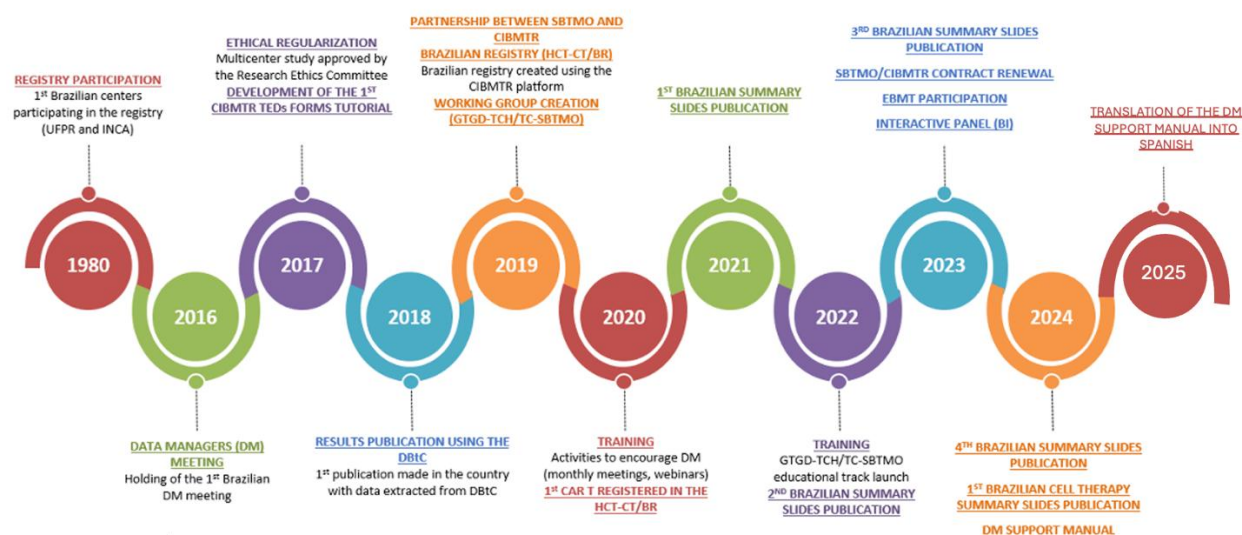 REGISTRY PARTICIPATION
1st Brazilian centers
participating in the registry
(UFPR and INCA)
1980
2016
DATA MANAGERS (DM)
MEETING
Holding of the 1st Brazilian
DM meeting
ETHICAL REGULARIZATION
Multicenter study approved by
the Research Ethics Committee
DEVELOPMENT OF THE 1ST
CIBMTR TEDs FORMS TUTORIAL
2017
2018
RESULTS PUBLICATION USING THE
DBtC
1st publication made in the country
with data extracted from DBtC
PARTNERSHIP BETWEEN SBTMO AND
CIBMTR
BRAZILIAN REGISTRY (HCT-CT/BR)
Brazilian registry created using the
CIBMTR platform
WORKING GROUP CREATION
(GTGD-TCH/TC-SBTMO)
2019
2020
TRAINING
Activities to encourage DM
(monthly meetings, webinars)
1st CAR T REGISTERED IN THE
HCT-CT/BR
1ST BRAZILIAN SUMMARY
SLIDES PUBLICATION
2021
2022
TRAINING
GTGD-TCH/TC-SBTMO
educational track launch
2ND BRAZILIAN SUMMARY
SLIDES PUBLICATION
3RD BRAZILIAN SUMMARY SLIDES
PUBLICATION
SBTMO/CIBMTR CONTRACT RENEWAL
EBMT PARTICIPATION
INTERACTIVE PANEL (BI)
2023
2024
4TH BRAZILIAN SUMMARY SLIDES
PUBLICATION
1ST BRAZILIAN CELL THERAPY
SUMMARY SLIDES PUBLICATION
DM SUPPORT MANUAL
TRANSLATION OF THE DM
SUPPORT MANUAL INTO
SPANISH
2025